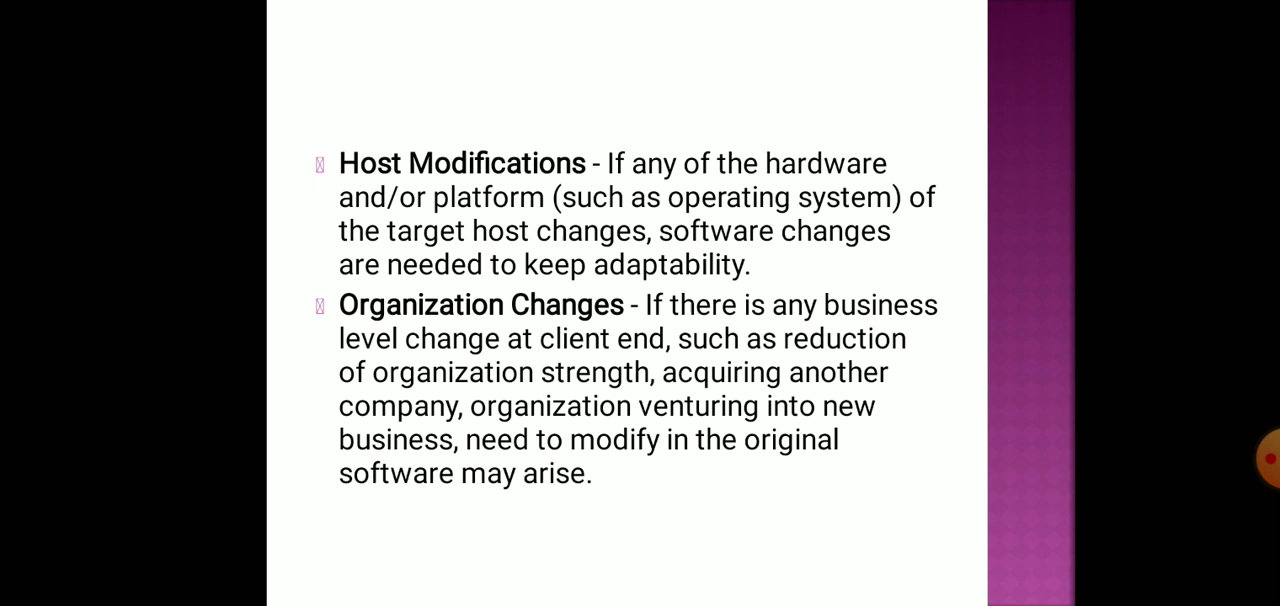 Host Modifications - If any of the hardware
and/or platform (such as operating system) of
the target host changes, software changes
are needed to keep adaptability.
Organization Changes - If there is any business
level change at client end, such as reduction
of organization strength, acquiring another
company, organization venturing into new
business, need to modify in the original
software may arise.